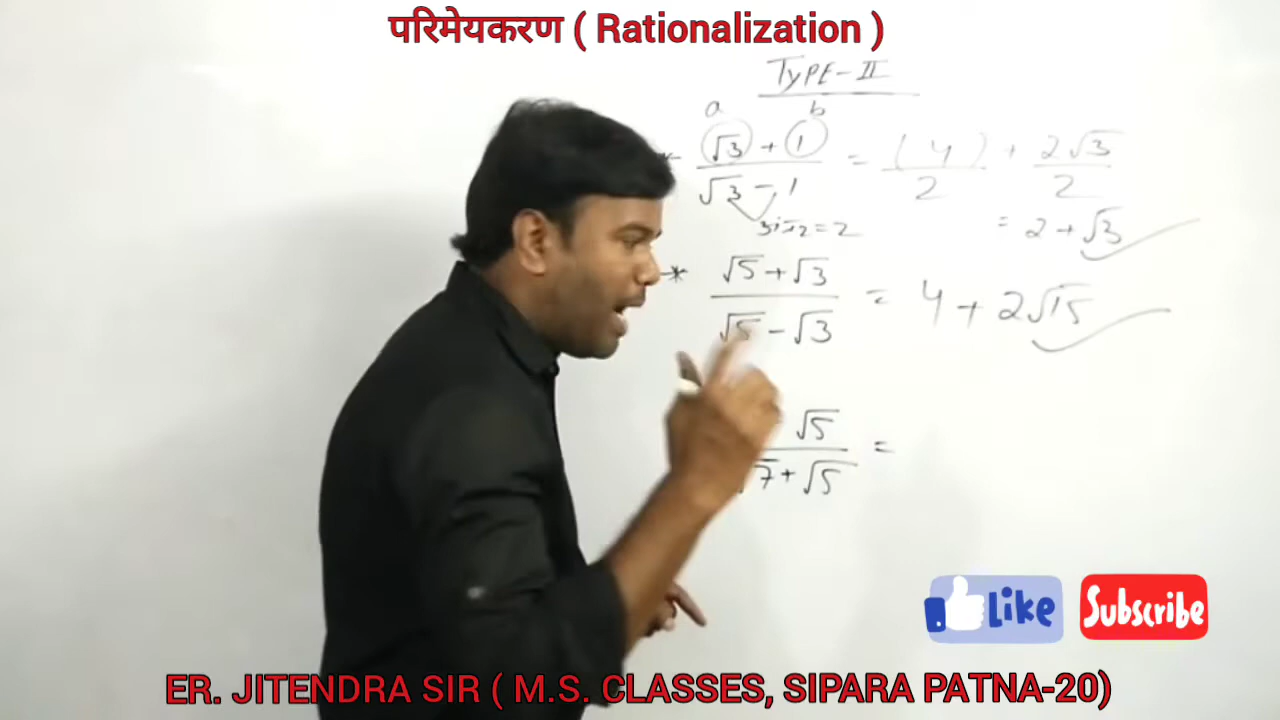 परिमेयकरण ( Rationalization )
TYPE-II
a b
√3 + 1 / √3 - 1 = (4) / 2 + 2√3 / 2
= 2 + √3
* √5 + √3 / √5 - √3 = 4 + 2√15
√5 / √7 + √5 =
Like Subscribe
ER. JITENDRA SIR ( M.S. CLASSES, SIPARA PATNA-20)